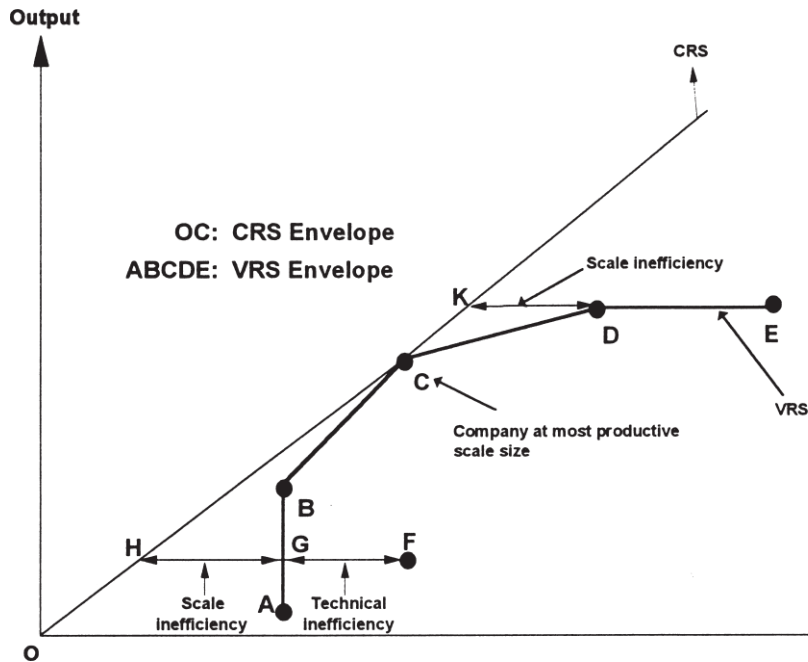 Output
CRS
OC: CRS Envelope
ABCDE: VRS Envelope
Scale inefficiency
K
D
E
C
VRS
Company at most productive
scale size
B
H
G
F
A
Scale
inefficiency
Technical
inefficiency
O